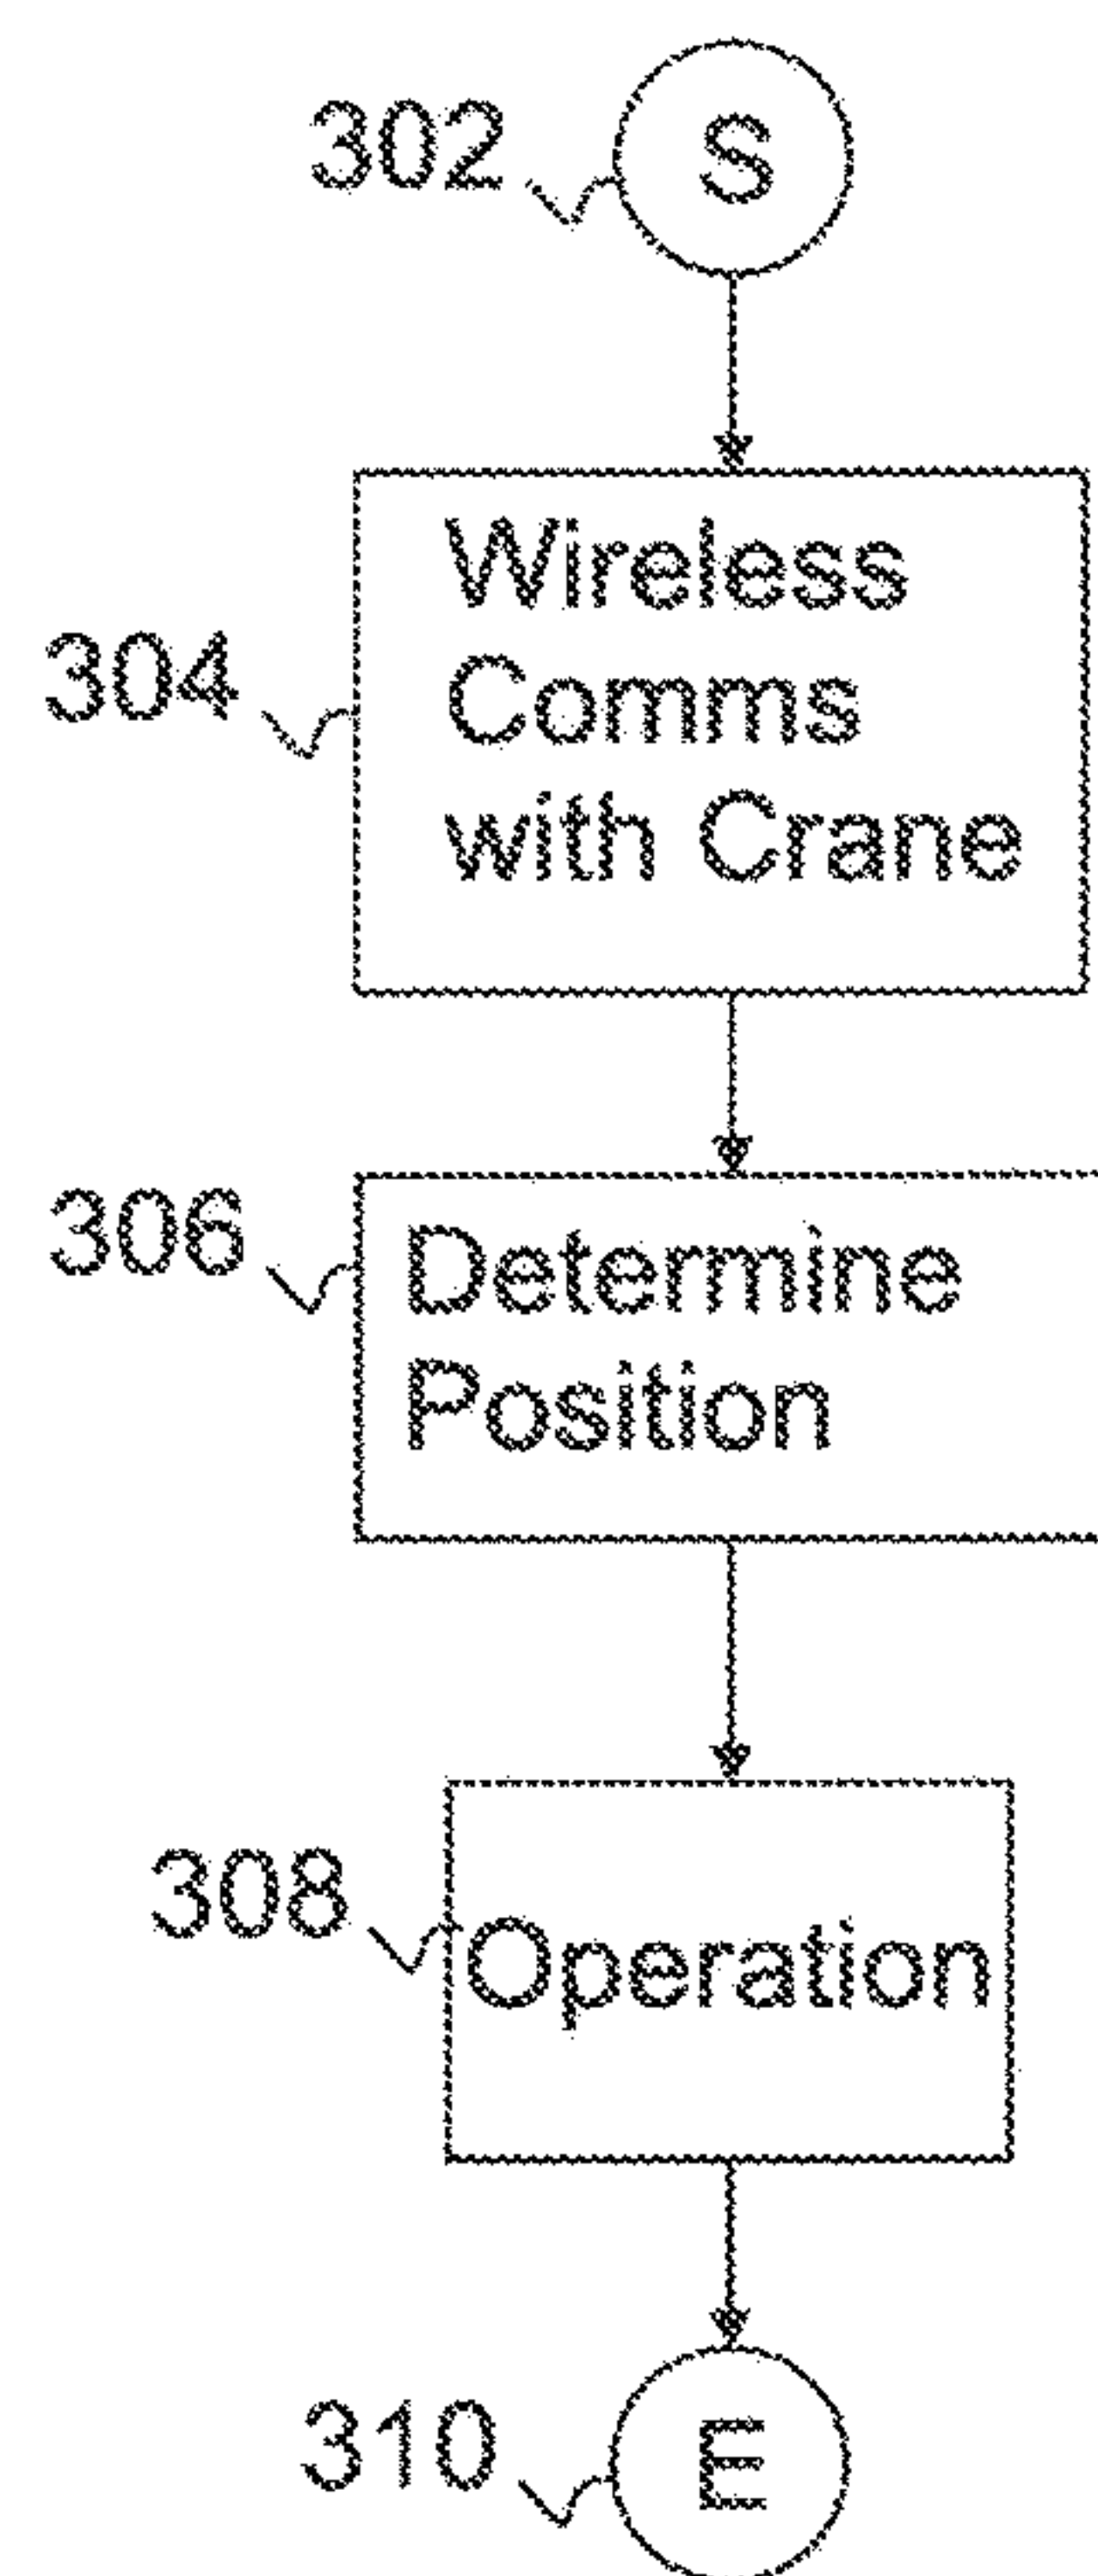 302
S
304
Wireless
Comms
with Crane
306
Determine
Position
308
Operation
310
E